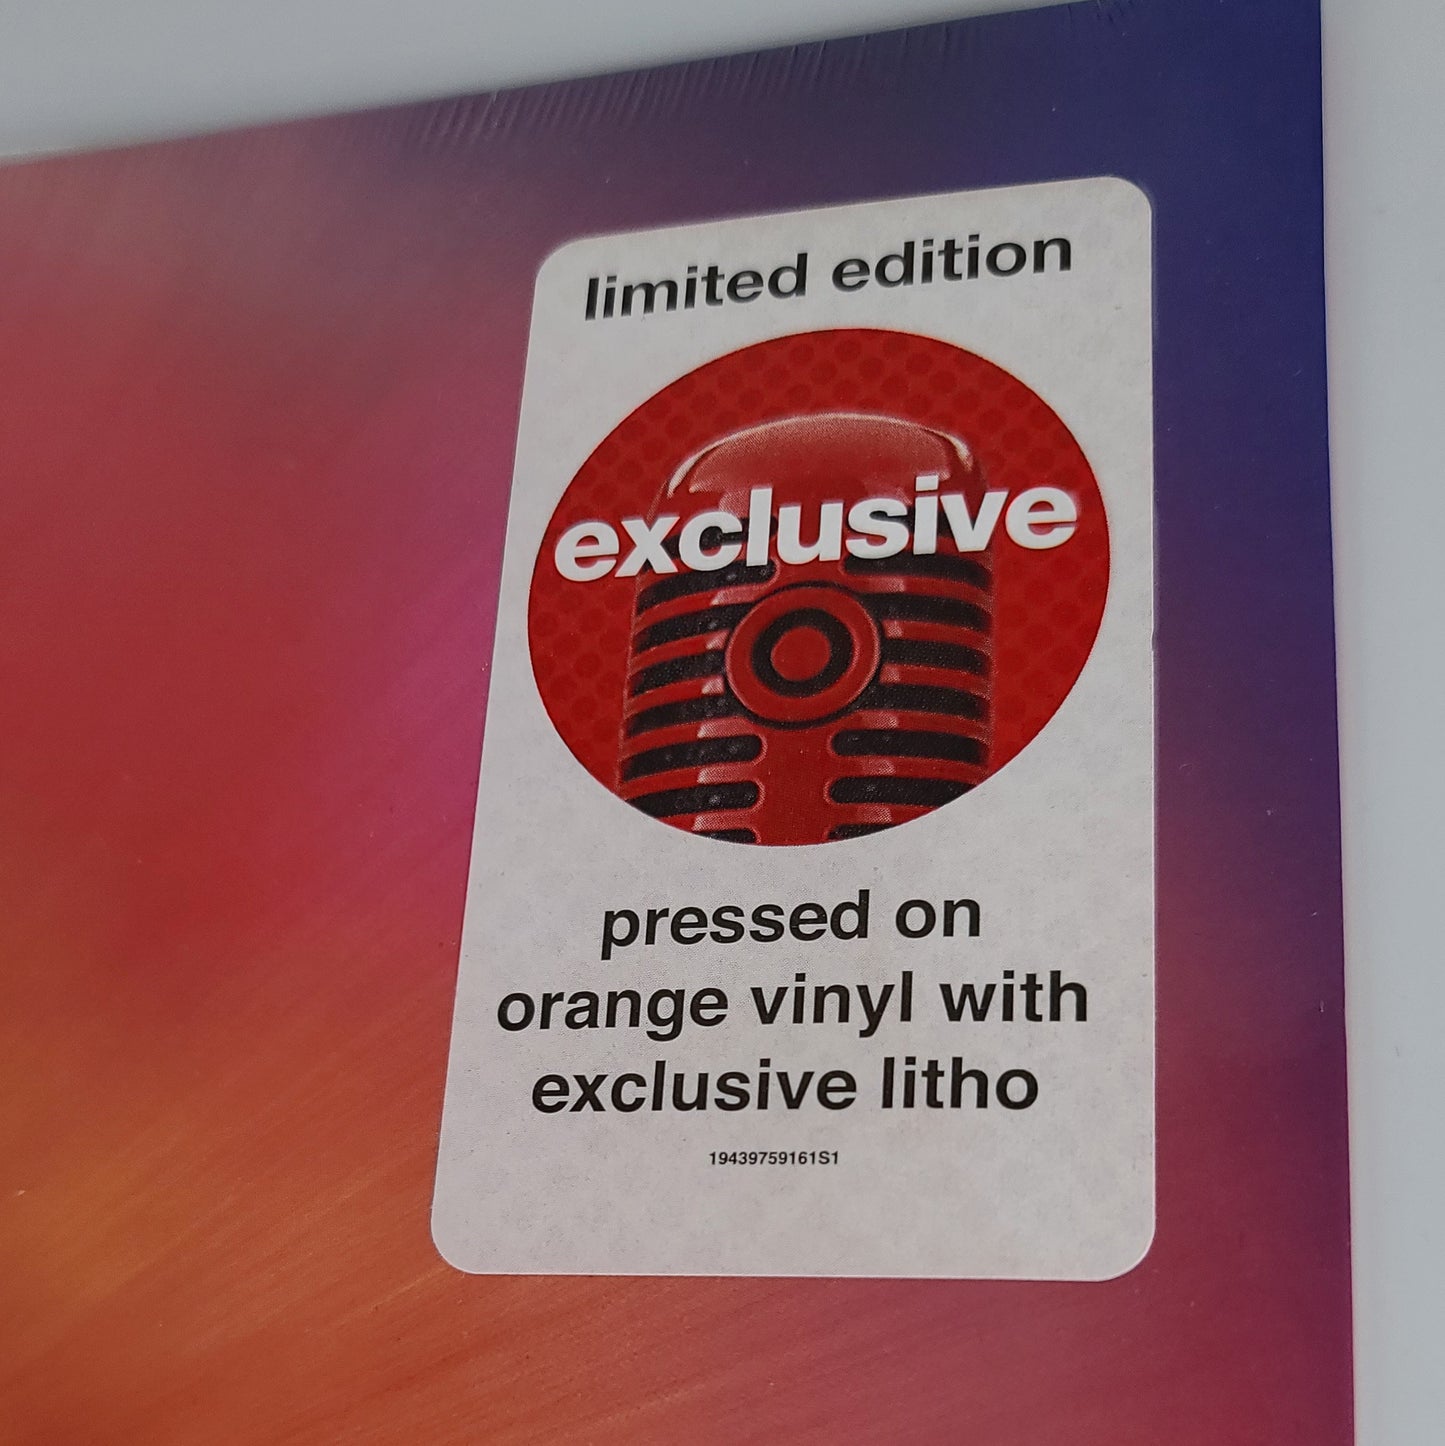 limited edition
exclusive
pressed on
orange vinyl with
exclusive litho
19439759161S1